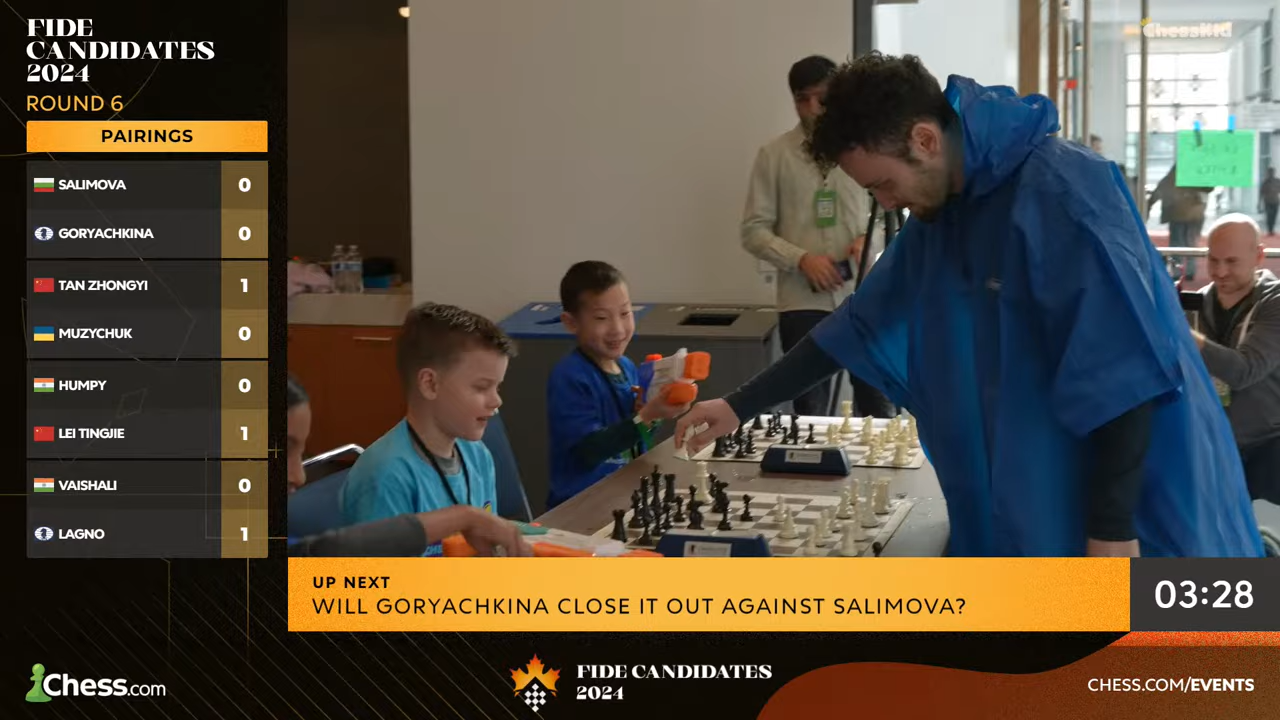 FIDE
CANDIDATES
2024
ROUND 6
PAIRINGS
SALIMOVA 0
GORYACHKINA 0
TAN ZHONGYI 1
MUZYCHUK 0
HUMPY 0
LEI TINGJIE 1
VAISHALI 0
LAGNO 1
ChessKid
UP NEXT
WILL GORYACHKINA CLOSE IT OUT AGAINST SALIMOVA?
03:28
Chess.com
FIDE CANDIDATES
2024
CHESS.COM/EVENTS